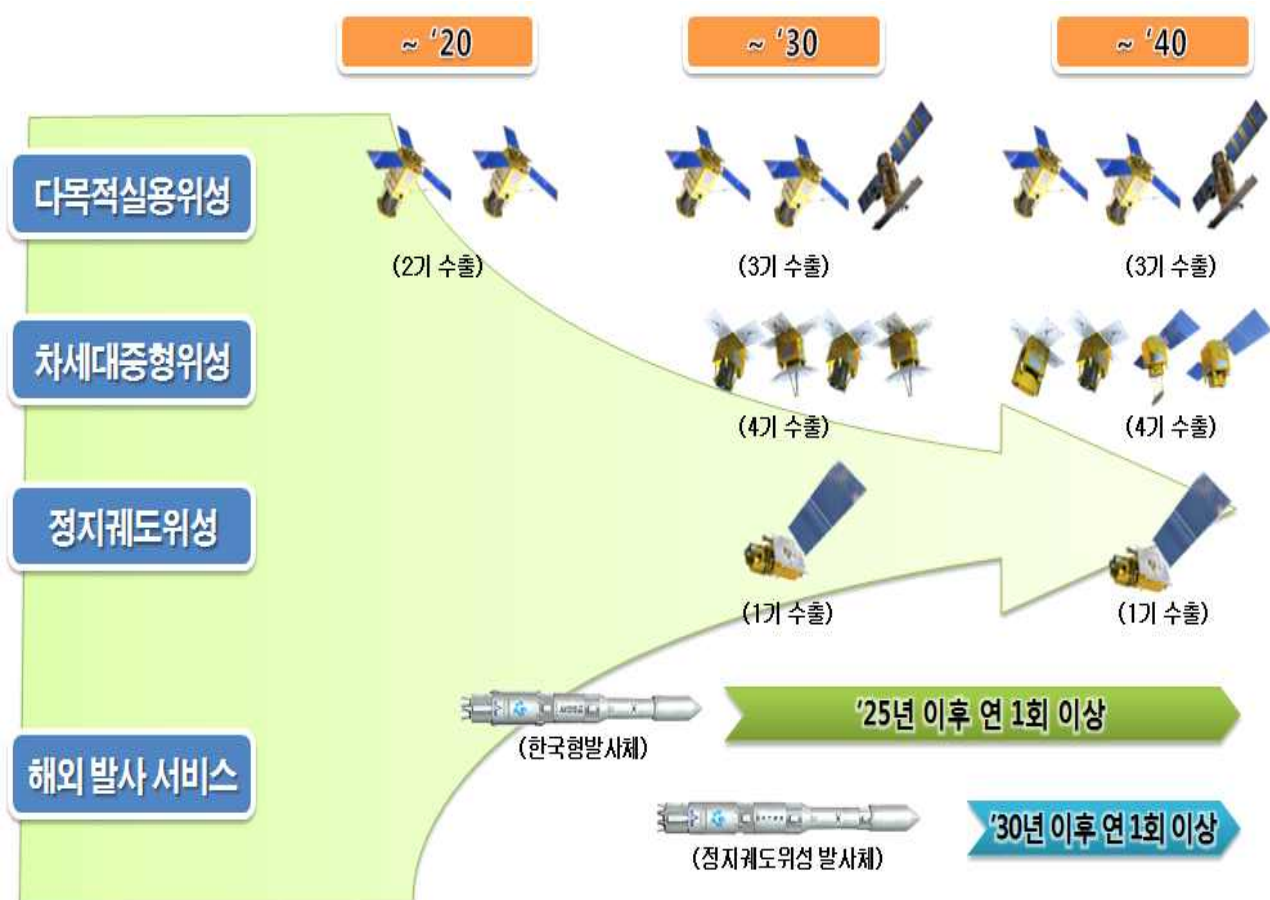 ~ '20
~ '30
~ '40
다목적실용위성
(2기 수출)
(3기 수출)
(3기 수출)
차세대중형위성
(4기 수출)
(4기 수출)
정지궤도위성
(1기 수출)
(1기 수출)
해외 발사 서비스
(한국형발사체)
'25년 이후 연 1회 이상
(정지궤도위성 발사체)
'30년 이후 연 1회 이상